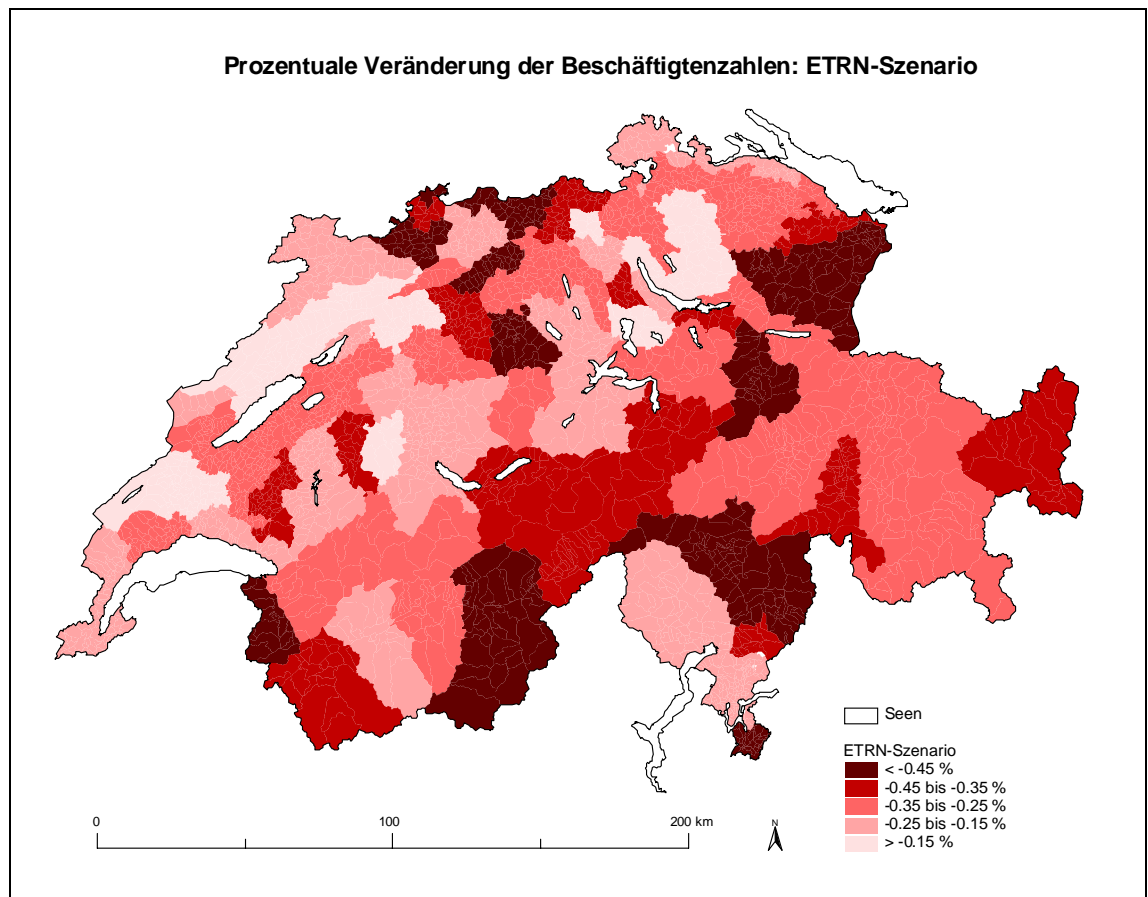 Prozentuale Veränderung der Beschäftigtenzahlen: ETRN-Szenario
Seen
ETRN-Szenario
< -0.45 %
-0.45 bis -0.35 %
-0.35 bis -0.25 %
-0.25 bis -0.15 %
> -0.15 %
0 100 200 km
N